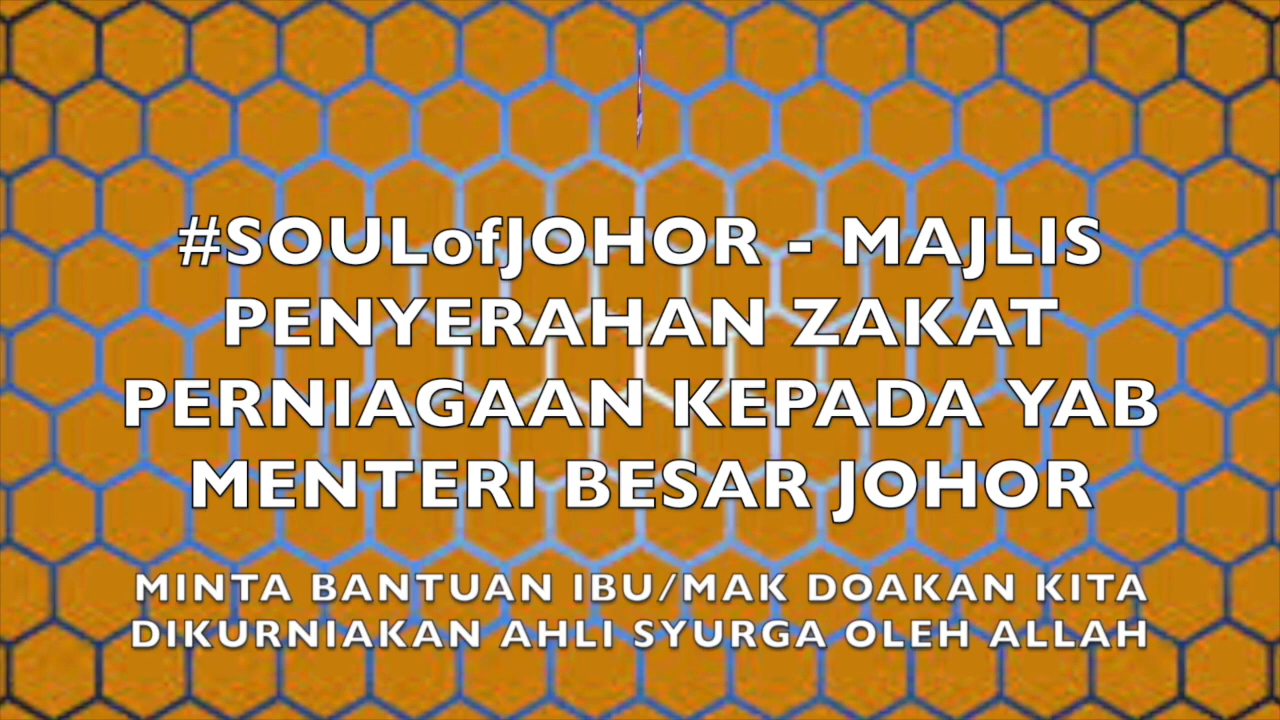 #SOULofJOHOR - MAJLIS
PENYERAHAN ZAKAT
PERNIAGAAN KEPADA YAB
MENTERI BESAR JOHOR
MINTA BANTUAN IBU/MAK DOAKAN KITA
DIKURNIAKAN AHLI SYURGA OLEH ALLAH